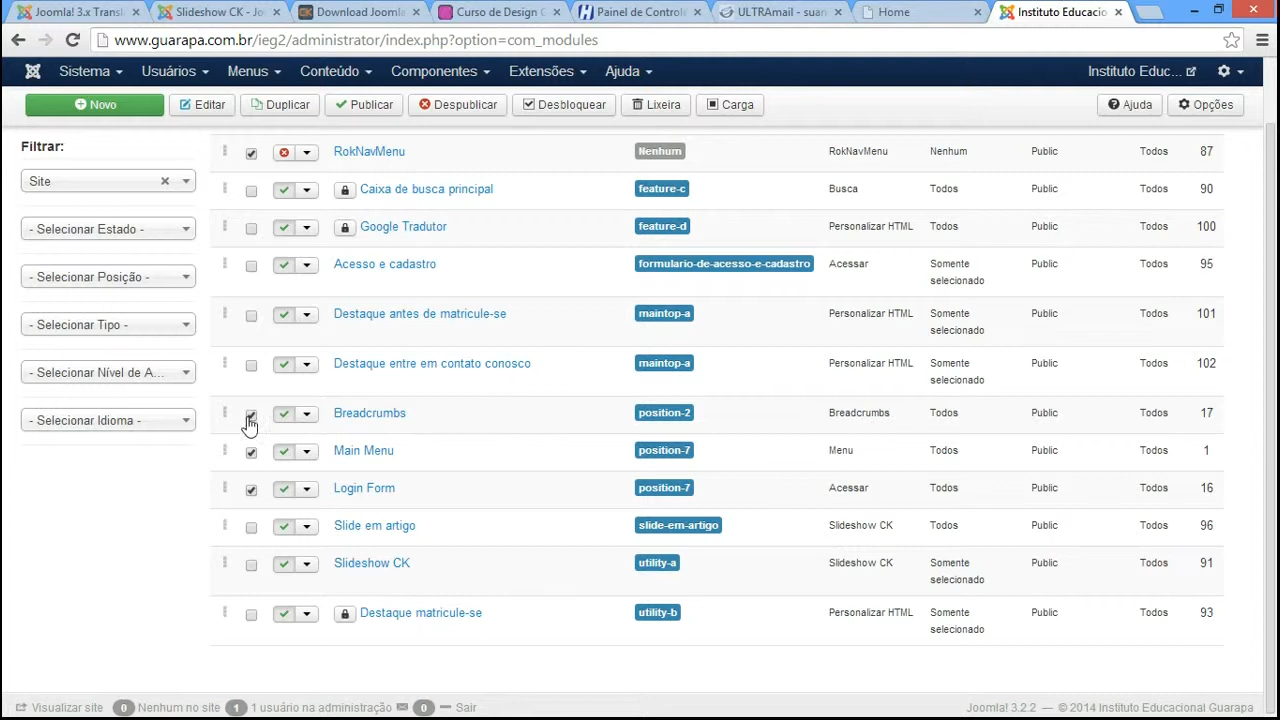 Joomla! 3.x Transl
Slideshow CK - Jo
Download Joomla
Curso de Design G
Painel de Control
ULTRAmail - suan
Home
Instituto Educacio
www.guarapa.com.br/ieg2/administrator/index.php?option=com_modules
Sistema Usuários Menus Conteúdo Componentes Extensões Ajuda Instituto Educ...
Novo Editar Duplicar Publicar Despublicar Desbloquear Lixeira Carga Ajuda Opções
Filtrar:
Site
- Selecionar Estado -
- Selecionar Posição -
- Selecionar Tipo -
- Selecionar Nível de A...
- Selecionar Idioma -
RokNavMenu Nenhum RokNavMenu Nenhum Public Todos 87
Caixa de busca principal feature-c Busca Todos Public Todos 90
Google Tradutor feature-d Personalizar HTML Todos Public Todos 100
Acesso e cadastro formulario-de-acesso-e-cadastro Acessar Somente Public Todos 95
selecionado
Destaque antes de matricule-se maintop-a Personalizar HTML Somente Public Todos 101
selecionado
Destaque entre em contato conosco maintop-a Personalizar HTML Somente Public Todos 102
selecionado
Breadcrumbs position-2 Breadcrumbs Todos Public Todos 17
Main Menu position-7 Menu Todos Public Todos 1
Login Form position-7 Acessar Todos Public Todos 16
Slide em artigo slide-em-artigo Slideshow CK Todos Public Todos 96
Slideshow CK utility-a Slideshow CK Somente Public Todos 91
selecionado
Destaque matricule-se utility-b Personalizar HTML Somente Public Todos 93
selecionado
Visualizar site 0 Nenhum no site 1 1 usuário na administração 0 Sair Joomla! 3.2.2 — © 2014 Instituto Educacional Guarapa